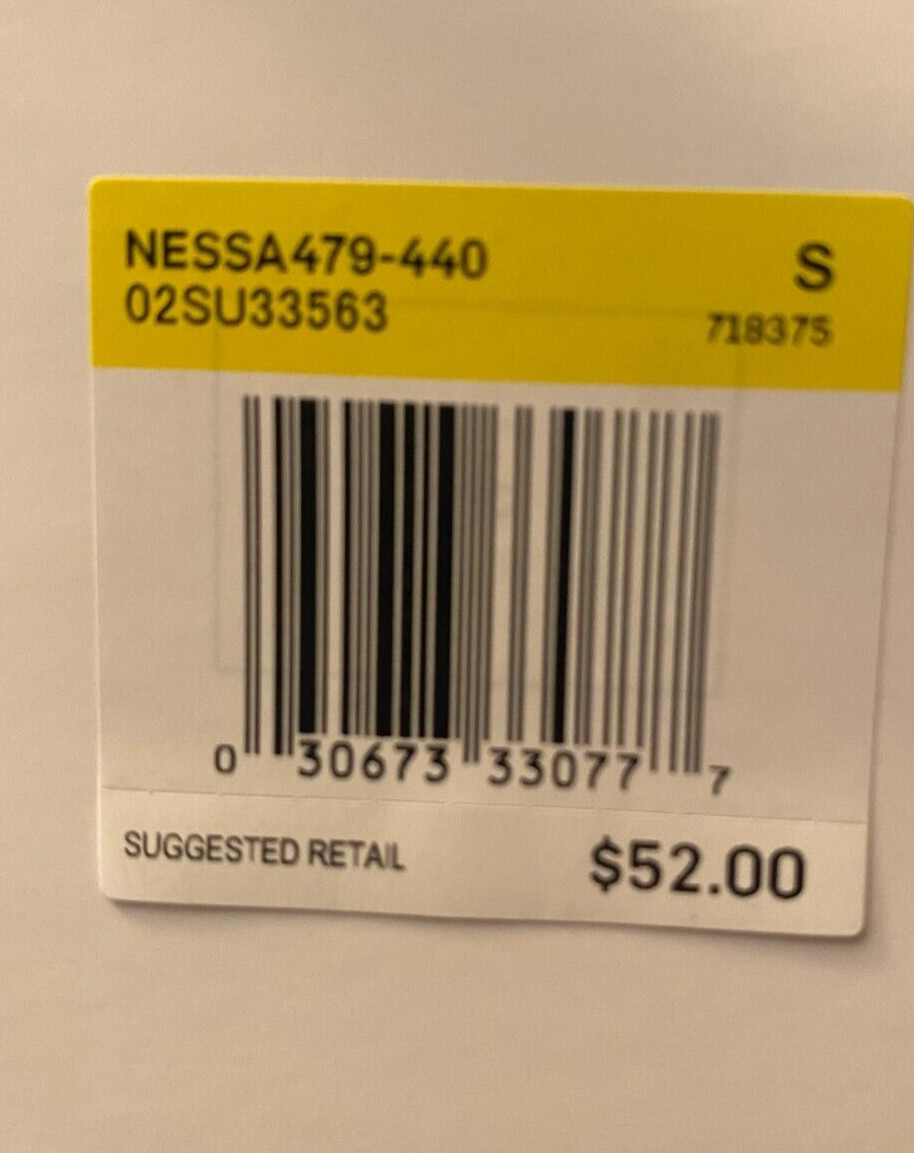 NESSA479-440 S
02SU33563 718375
0 30673 33077 7
SUGGESTED RETAIL $52.00